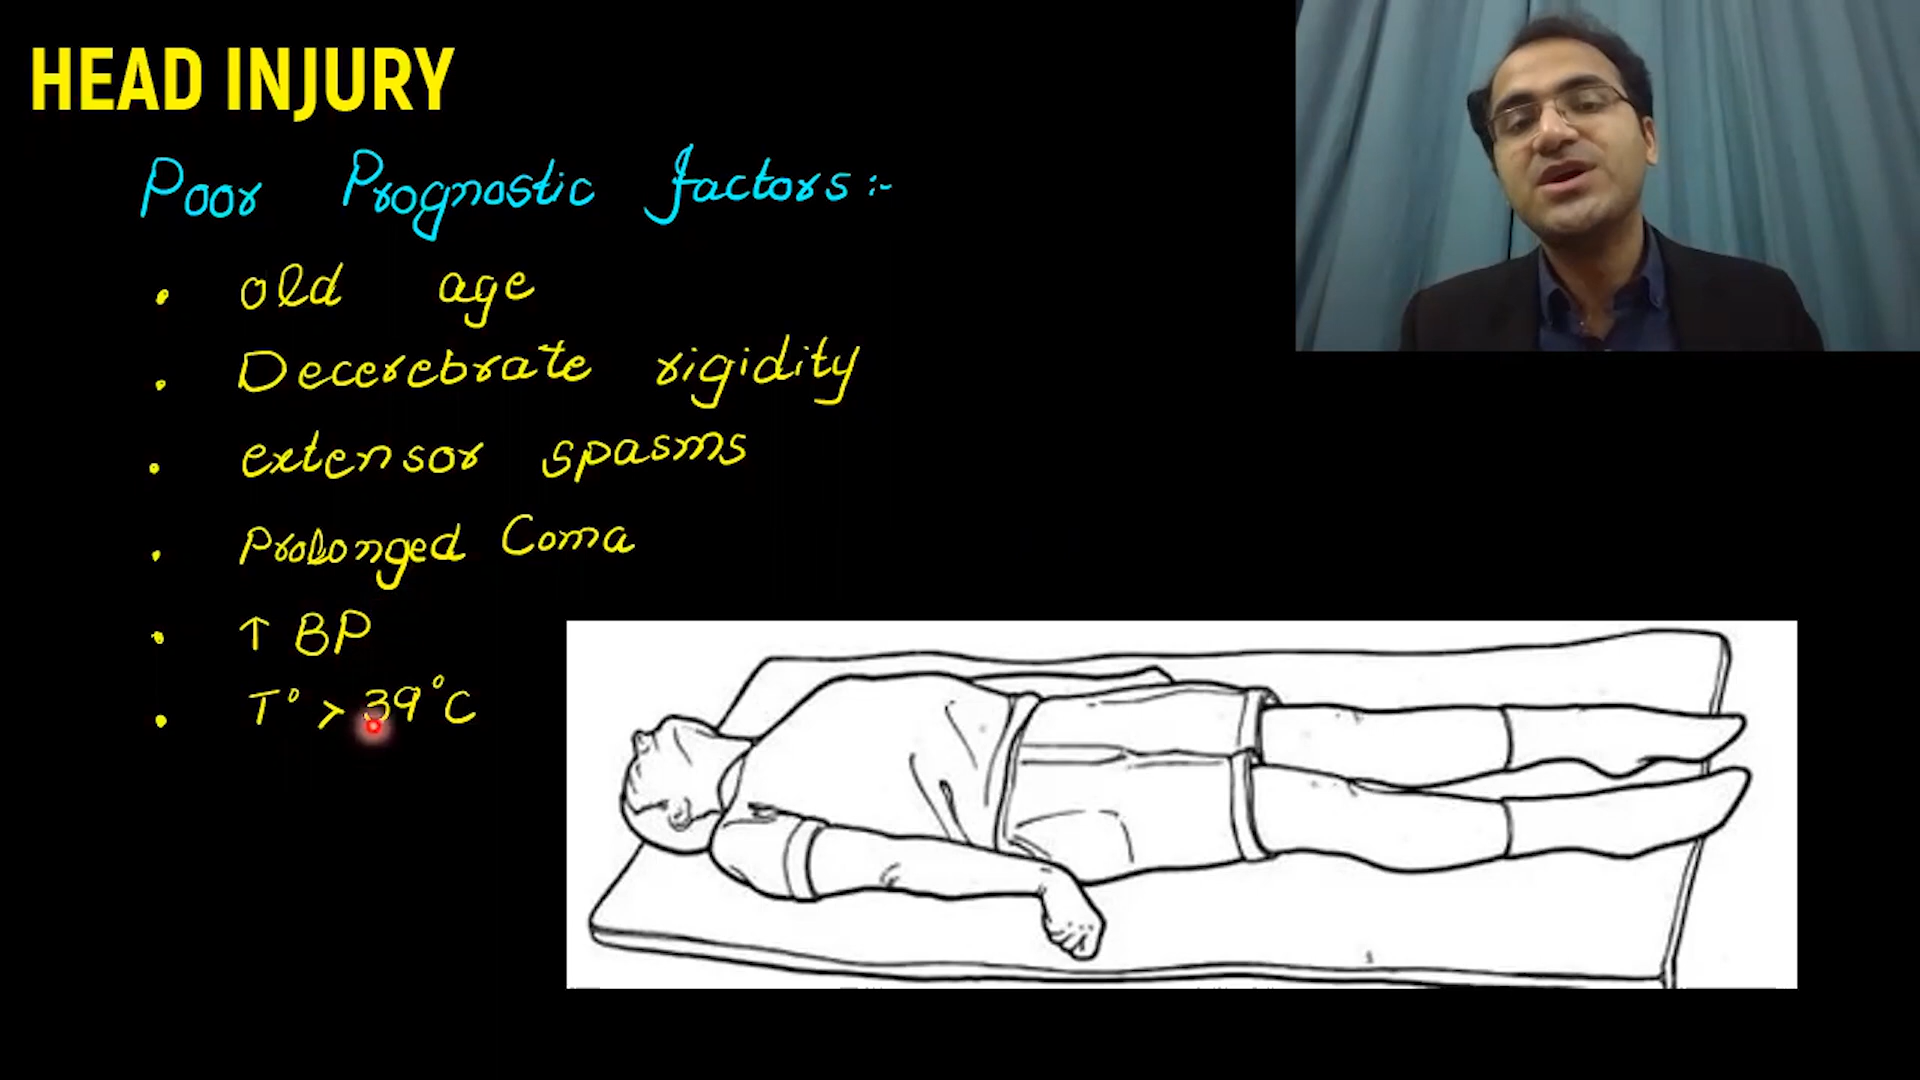 HEAD INJURY
Poor Prognostic factors:-
• old age
• Decerebrate rigidity
• extensor spasms
• Prolonged Coma
• ↑ BP
• T° > 39°C